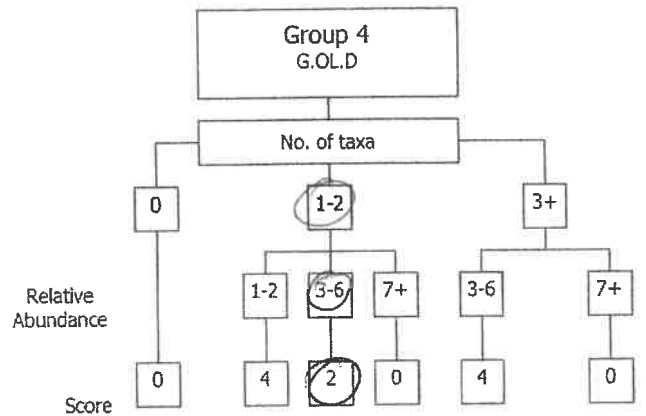 Group 4
G.OL.D
No. of taxa
0 1-2 3+
Relative
Abundance
1-2 3-6 7+ 3-6 7+
Score
0 4 2 0 4 0